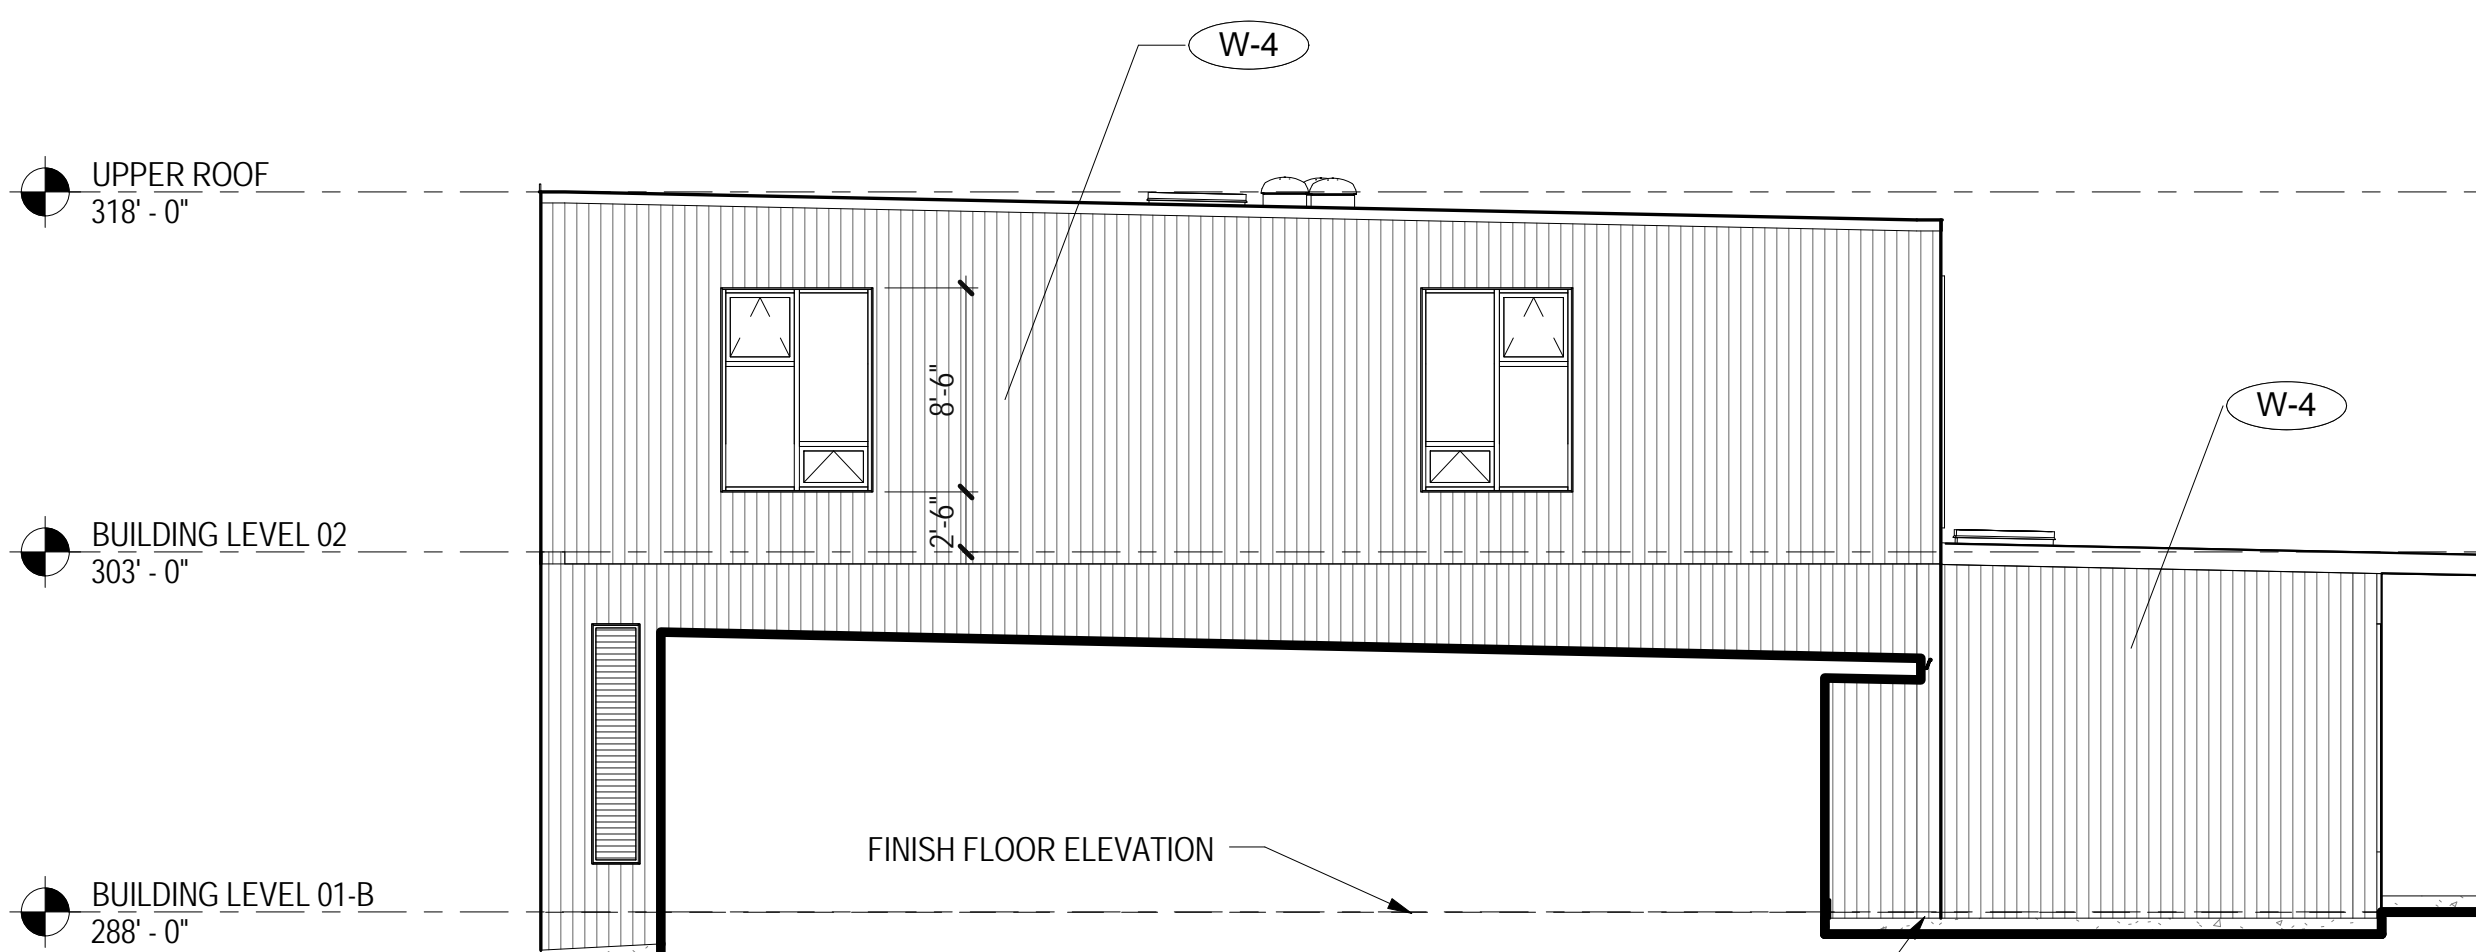 W-4
UPPER ROOF
318' - 0"
8'-6"
W-4
2'-6"
BUILDING LEVEL 02
303' - 0"
FINISH FLOOR ELEVATION
BUILDING LEVEL 01-B
288' - 0"